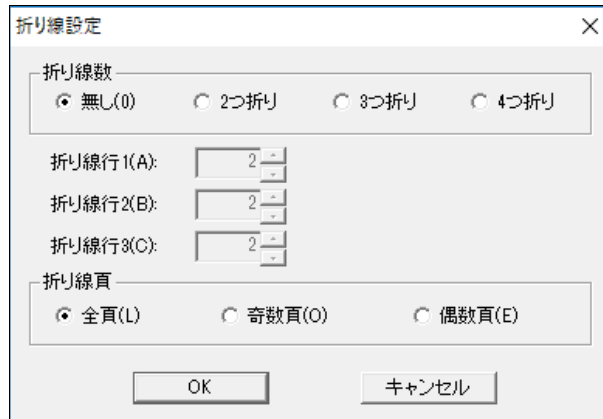 折り線設定
折り線数
無し(0) 2つ折り 3つ折り 4つ折り
折り線行1(A): 2
折り線行2(B): 2
折り線行3(C): 2
折り線頁
全頁(L) 奇数頁(O) 偶数頁(E)
OK キャンセル